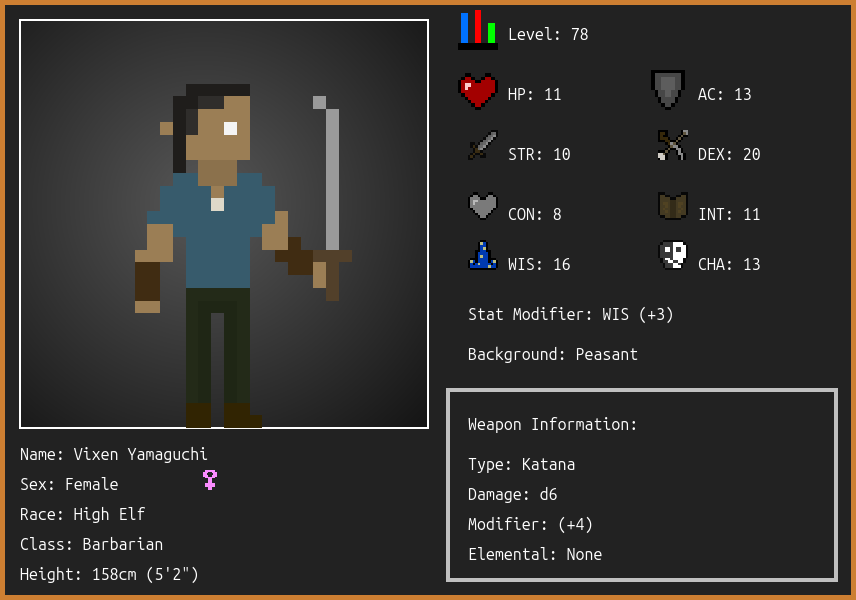 Level: 78
HP: 11
AC: 13
STR: 10
DEX: 20
CON: 8
INT: 11
WIS: 16
CHA: 13
Stat Modifier: WIS (+3)
Background: Peasant
Weapon Information:
Type: Katana
Damage: d6
Modifier: (+4)
Elemental: None
Name: Vixen Yamaguchi
Sex: Female
Race: High Elf
Class: Barbarian
Height: 158cm (5'2")